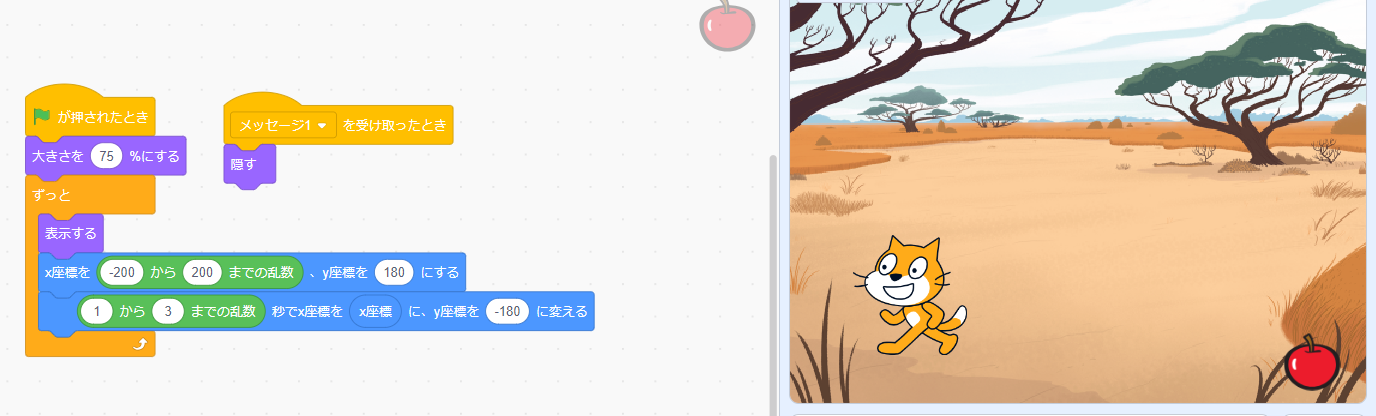 が押されたとき
大きさを 75 %にする
ずっと
表示する
x座標を -200 から 200 までの乱数 、y座標を 180 にする
1 から 3 までの乱数 秒でx座標を x座標 に、y座標を -180 に変える
メッセージ1 を受け取ったとき
隠す